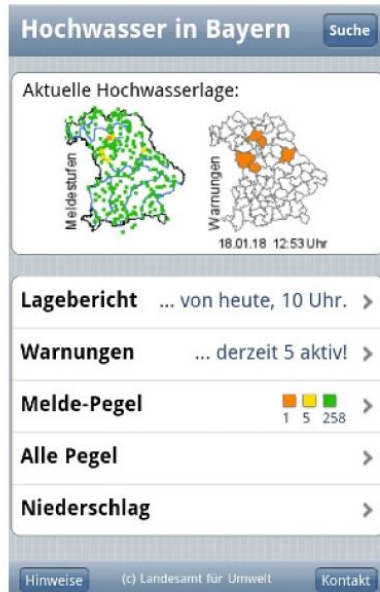 Hochwasser in Bayern Suche
Aktuelle Hochwasserlage:
Meldestufen
Warnungen
18.01.18 12:53 Uhr
Lagebericht ... von heute, 10 Uhr.
Warnungen ... derzeit 5 aktiv!
Melde-Pegel
1 5 258
Alle Pegel
Niederschlag
Hinweise (c) Landesamt für Umwelt Kontakt